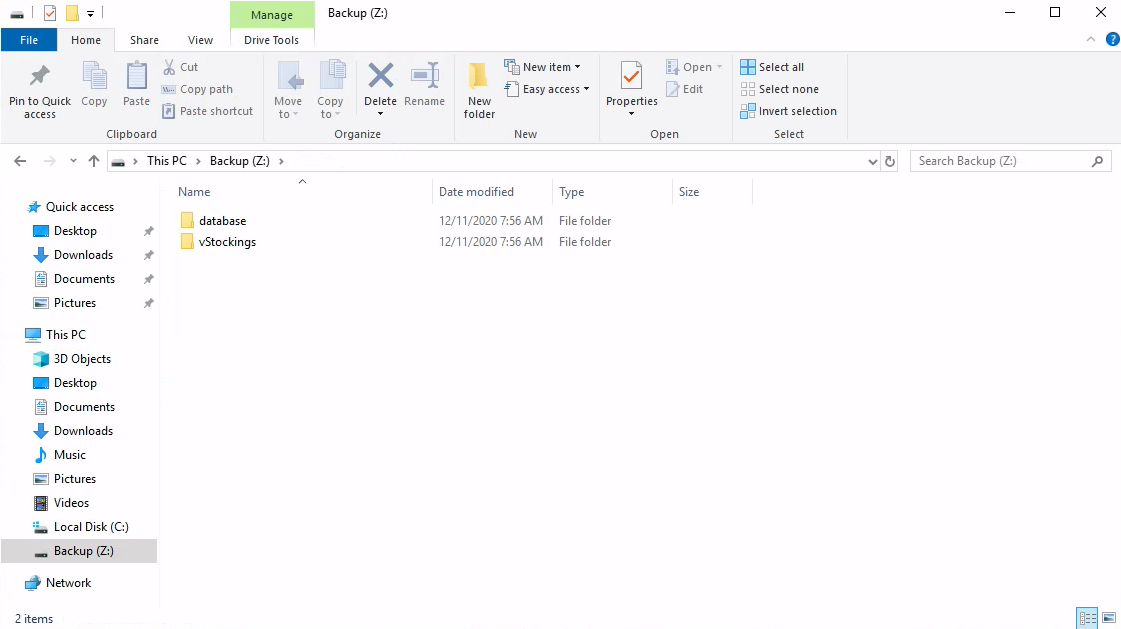 Manage
Backup (Z:)
File
Home
Share
View
Drive Tools
Pin to Quick access
Copy
Paste
Cut
Copy path
Paste shortcut
Clipboard
Move to
Copy to
Delete
Rename
Organize
New folder
New item
Easy access
New
Properties
Open
Edit
Open
Select all
Select none
Invert selection
Select
This PC
Backup (Z:)
Search Backup (Z:)
Name
Date modified
Type
Size
database 12/11/2020 7:56 AM File folder
vStockings 12/11/2020 7:56 AM File folder
Quick access
Desktop
Downloads
Documents
Pictures
This PC
3D Objects
Desktop
Documents
Downloads
Music
Pictures
Videos
Local Disk (C:)
Backup (Z:)
Network
2 items